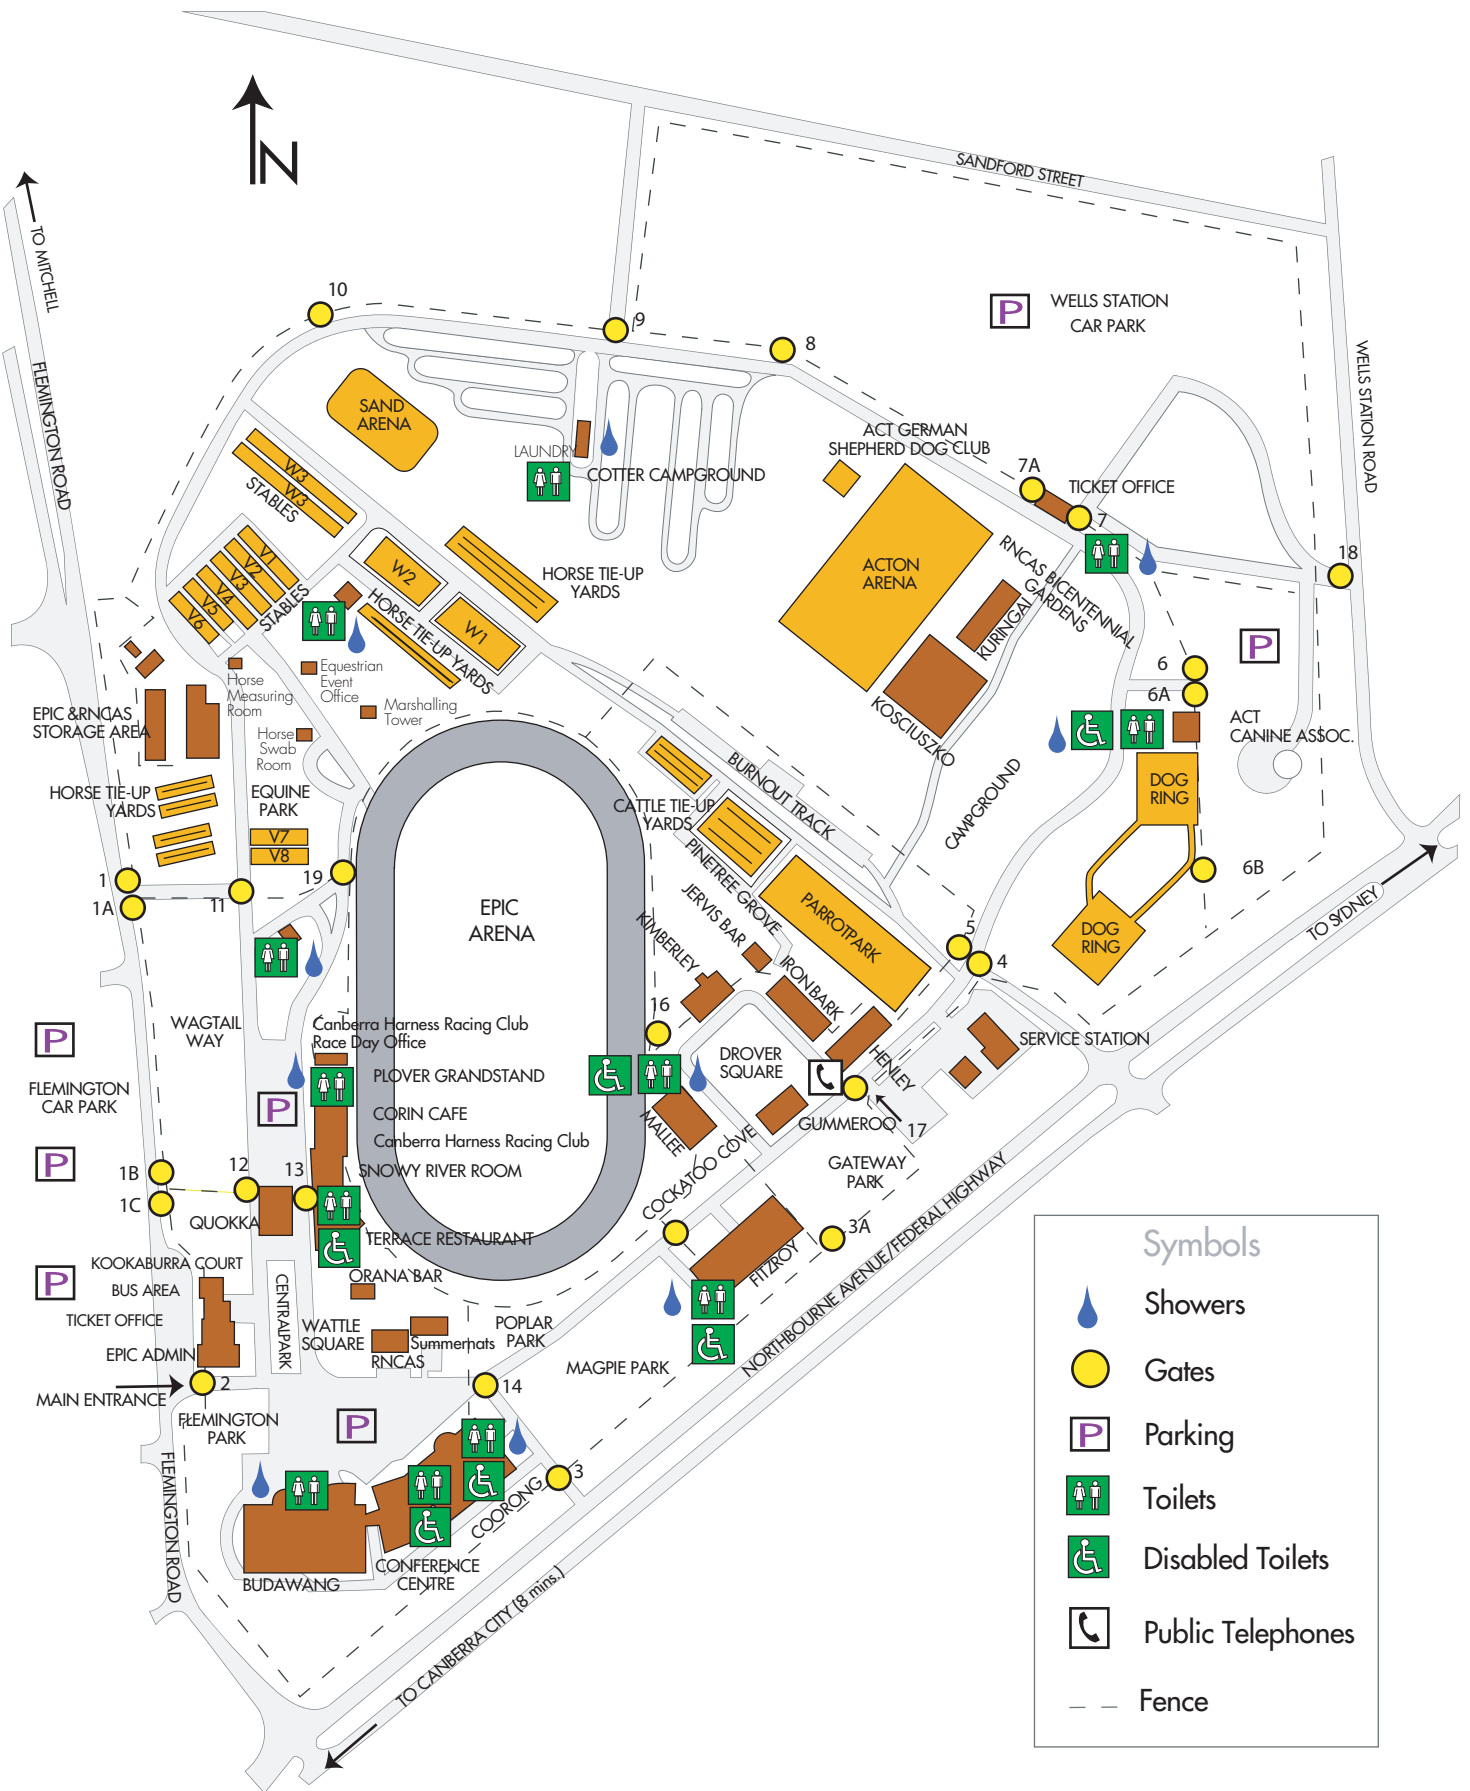 N
SANDFORD STREET
TO MITCHELL
FLEMINGTON ROAD
10
9
8
P
WELLS STATION
CAR PARK
WELLS STATION ROAD
SAND
ARENA
LAUNDRY
COTTER CAMPGROUND
ACT GERMAN
SHEPHERD DOG CLUB
7A
TICKET OFFICE
7
18
W3
W3
STABLES
V1
V2
V3
V4
V5
V6
STABLES
W2
W1
HORSE TIE-UP
YARDS
HORSE TIE-UP YARDS
ACTON
ARENA
RNCAS BICENTENNIAL
GARDENS
KURINGAI
KOSCIUSZKO
6
6A
P
ACT
CANINE ASSOC.
DOG
RING
DOG
RING
6B
Horse
Measuring
Room
Equestrian
Event
Office
Marshalling
Tower
Horse
Swab
Room
EPIC &RNCAS
STORAGE AREA
HORSE TIE-UP
YARDS
EQUINE
PARK
V7
V8
19
1
1A
11
EPIC
ARENA
BURNOUT TRACK
CATTLE TIE-UP
YARDS
PINETREE GROVE
CAMPGROUND
PARROTPARK
JERVIS BAR
KIMBERLEY
IRONBARK
5
4
TO SYDNEY
16
DROVER
SQUARE
HENLEY
SERVICE STATION
MALLEE
GUMMEROO
17
COCKATOO COVE
GATEWAY
PARK
WAGTAIL
WAY
P
FLEMINGTON
CAR PARK
P
P
P
Canberra Harness Racing Club
Race Day Office
PLOVER GRANDSTAND
CORIN CAFE
Canberra Harness Racing Club
SNOWY RIVER ROOM
TERRACE RESTAURANT
ORANA BAR
1B
1C
12
13
QUOKKA
KOOKABURRA COURT
BUS AREA
TICKET OFFICE
EPIC ADMIN
MAIN ENTRANCE
2
CENTRALPARK
WATTLE
SQUARE
Summernats
RNCAS
POPLAR
PARK
3A
FITZROY
NORTHBOURNE AVENUE/FEDERAL HIGHWAY
MAGPIE PARK
14
FLEMINGTON
PARK
P
3
COORONG
FLEMINGTON ROAD
BUDAWANG
CONFERENCE
CENTRE
TO CANBERRA CITY (8 mins.)
Symbols
Showers
Gates
P
Parking
Toilets
Disabled Toilets
Public Telephones
Fence